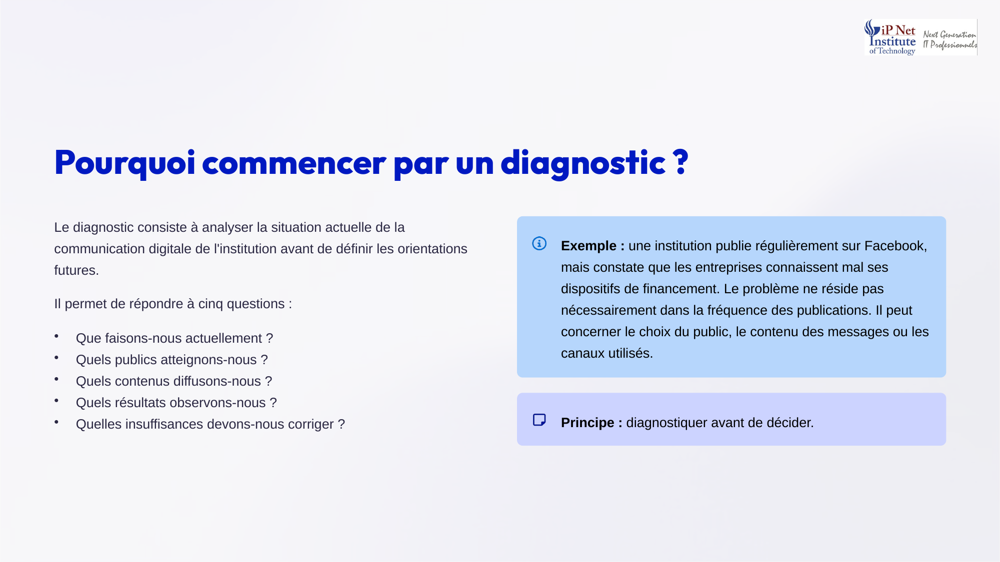 iP Net
Institute
of Technology
Next Generation
IT Professionnels
Pourquoi commencer par un diagnostic ?
Le diagnostic consiste à analyser la situation actuelle de la
communication digitale de l'institution avant de définir les orientations
futures.
Il permet de répondre à cinq questions :
• Que faisons-nous actuellement ?
• Quels publics atteignons-nous ?
• Quels contenus diffusons-nous ?
• Quels résultats observons-nous ?
• Quelles insuffisances devons-nous corriger ?
Exemple : une institution publie régulièrement sur Facebook,
mais constate que les entreprises connaissent mal ses
dispositifs de financement. Le problème ne réside pas
nécessairement dans la fréquence des publications. Il peut
concerner le choix du public, le contenu des messages ou les
canaux utilisés.
Principe : diagnostiquer avant de décider.